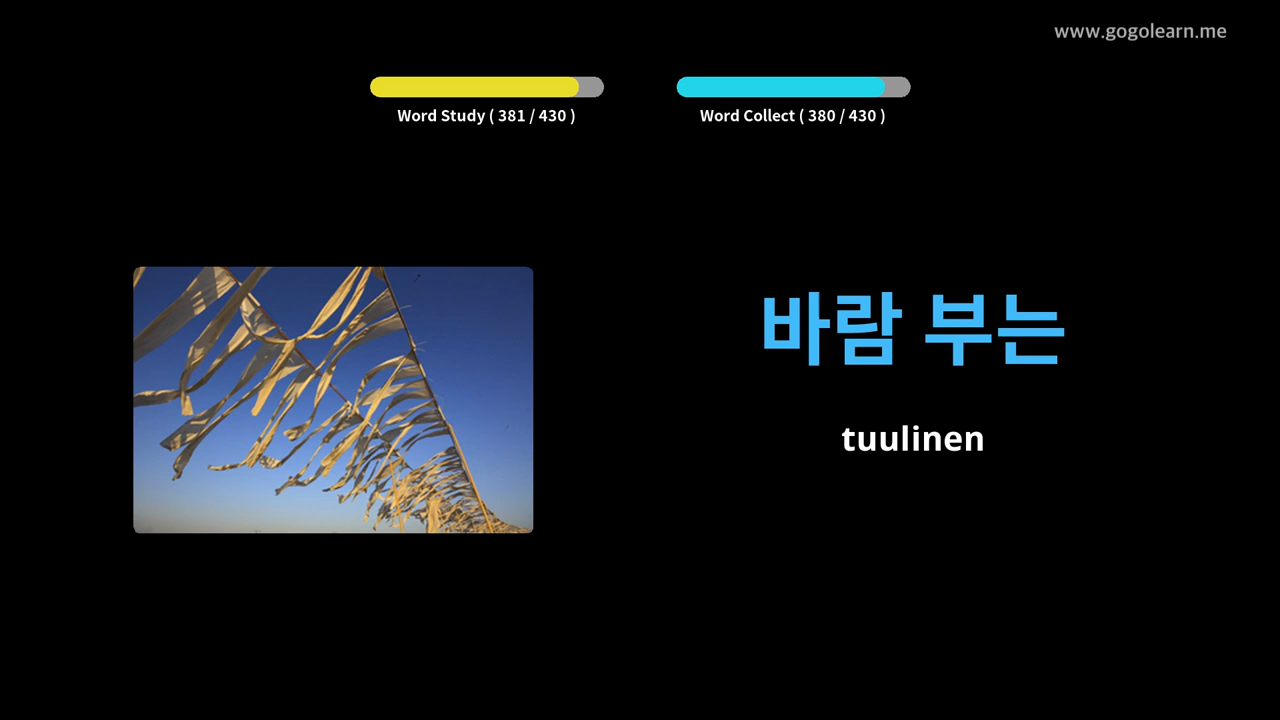 www.gogolearn.me
Word Study ( 381 / 430 )
Word Collect ( 380 / 430 )
바람 부는
tuulinen